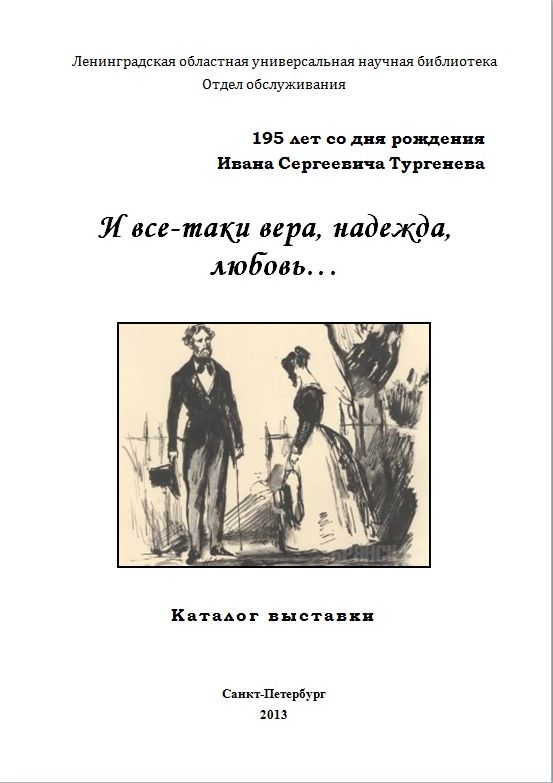 Ленинградская областная универсальная научная библиотека
Отдел обслуживания
195 лет со дня рождения
Ивана Сергеевича Тургенева
И все-таки вера, надежда,
любовь…
Каталог выставки
Санкт-Петербург
2013